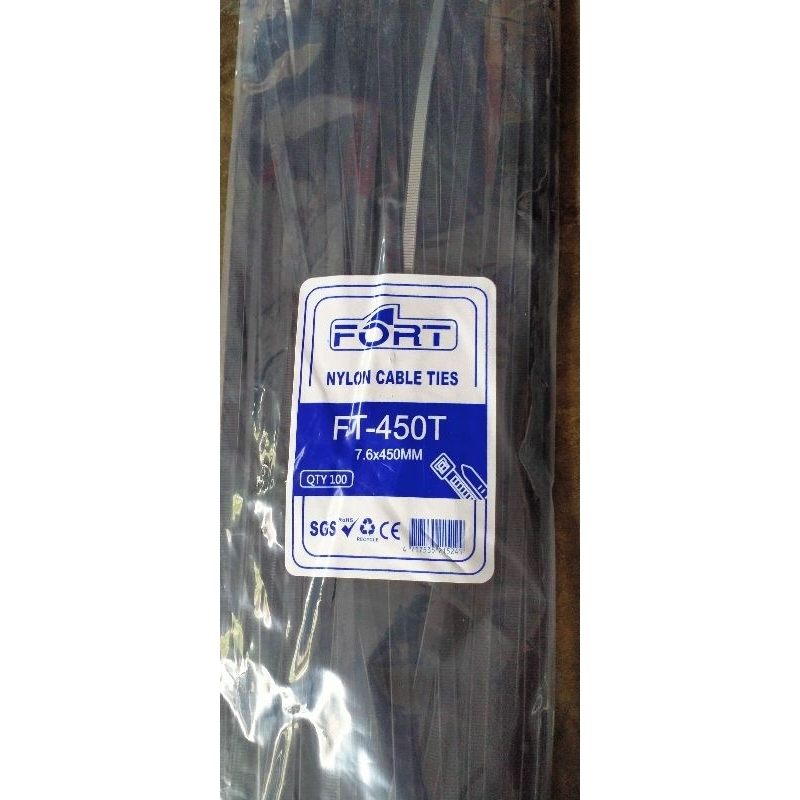 FORT
NYLON CABLE TIES
FT-450T
7.6x450MM
QTY 100
SGS
RoHS
RECYCLE
CE